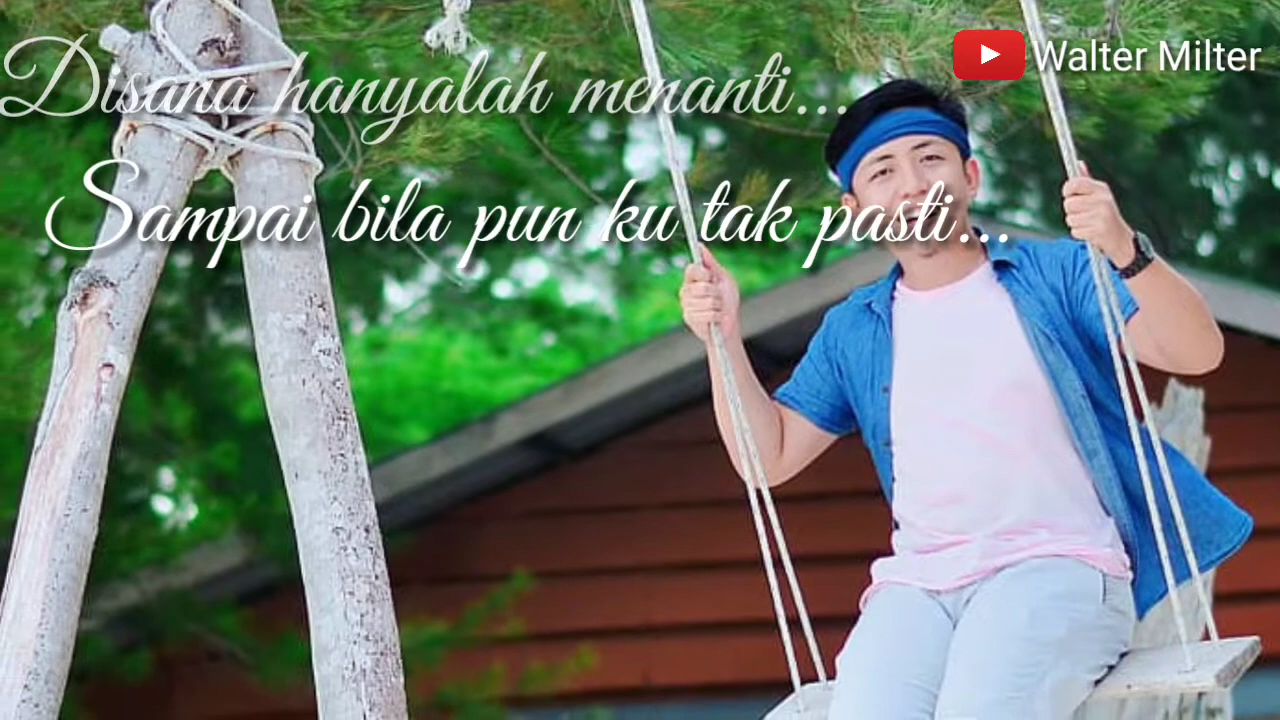 Walter Milter
Disana hanyalah menanti...
Sampai bila pun ku tak pasti...